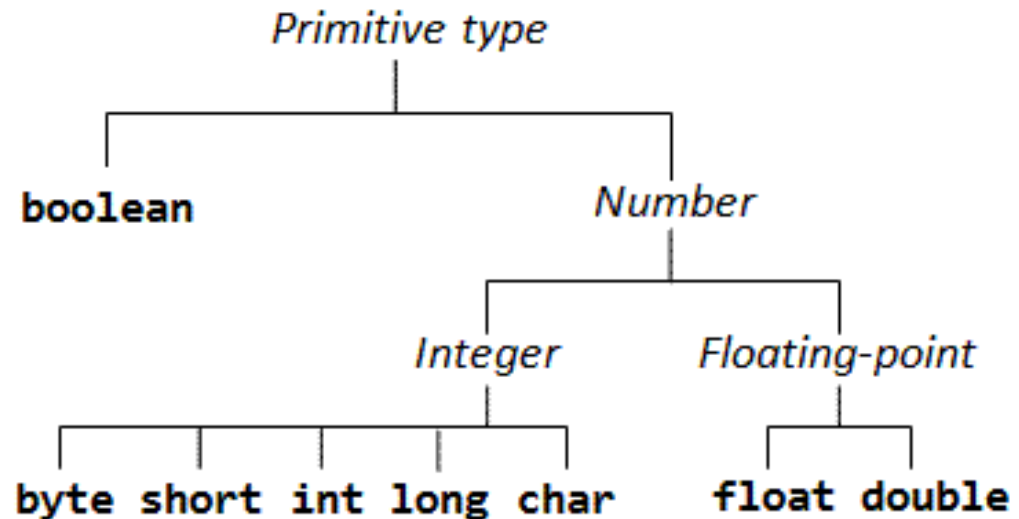 Primitive type
boolean
Number
Integer
Floating-point
byte short int long char
float double